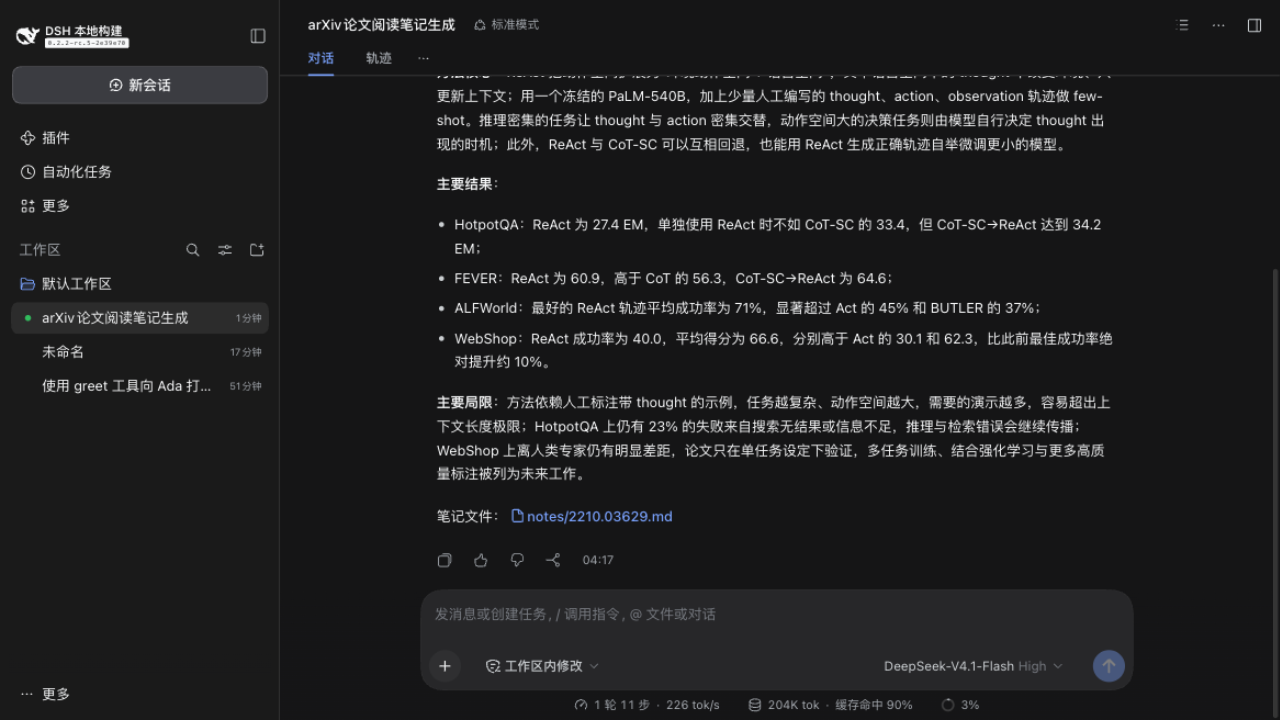 DSH 本地构建
0.2.2-rc.5-2e39e70
新会话
插件
自动化任务
更多
工作区
默认工作区
arXiv 论文阅读笔记生成 1分钟
未命名 17分钟
使用 greet 工具向 Ada 打... 51分钟
··· 更多
arXiv 论文阅读笔记生成 标准模式
对话 轨迹 ···
更新上下文；用一个冻结的 PaLM-540B，加上少量人工编写的 thought、action、observation 轨迹做 few-
shot。推理密集的任务让 thought 与 action 密集交替，动作空间大的决策任务则由模型自行决定 thought 出
现的时机；此外，ReAct 与 CoT-SC 可以互相回退，也能用 ReAct 生成正确轨迹自举微调更小的模型。
主要结果：
• HotpotQA：ReAct 为 27.4 EM，单独使用 ReAct 时不如 CoT-SC 的 33.4，但 CoT-SC→ReAct 达到 34.2
EM；
• FEVER：ReAct 为 60.9，高于 CoT 的 56.3，CoT-SC→ReAct 为 64.6；
• ALFWorld：最好的 ReAct 轨迹平均成功率为 71%，显著超过 Act 的 45% 和 BUTLER 的 37%；
• WebShop：ReAct 成功率为 40.0，平均得分为 66.6，分别高于 Act 的 30.1 和 62.3，比此前最佳成功率绝
对提升约 10%。
主要局限：方法依赖人工标注带 thought 的示例，任务越复杂、动作空间越大，需要的演示越多，容易超出上
下文长度极限；HotpotQA 上仍有 23% 的失败来自搜索无结果或信息不足，推理与检索错误会继续传播；
WebShop 上离人类专家仍有明显差距，论文只在单任务设定下验证，多任务训练、结合强化学习与更多高质
量标注被列为未来工作。
笔记文件： notes/2210.03629.md
04:17
发消息或创建任务, / 调用指令, @ 文件或对话
工作区内修改 DeepSeek-V4.1-Flash High
1 轮 11 步 · 226 tok/s 204K tok · 缓存命中 90% 3%